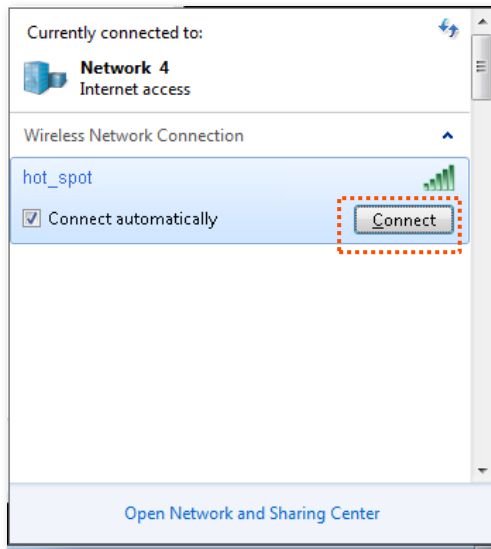 Currently connected to:
Network 4
Internet access
Wireless Network Connection
hot_spot
Connect automatically
Connect
Open Network and Sharing Center